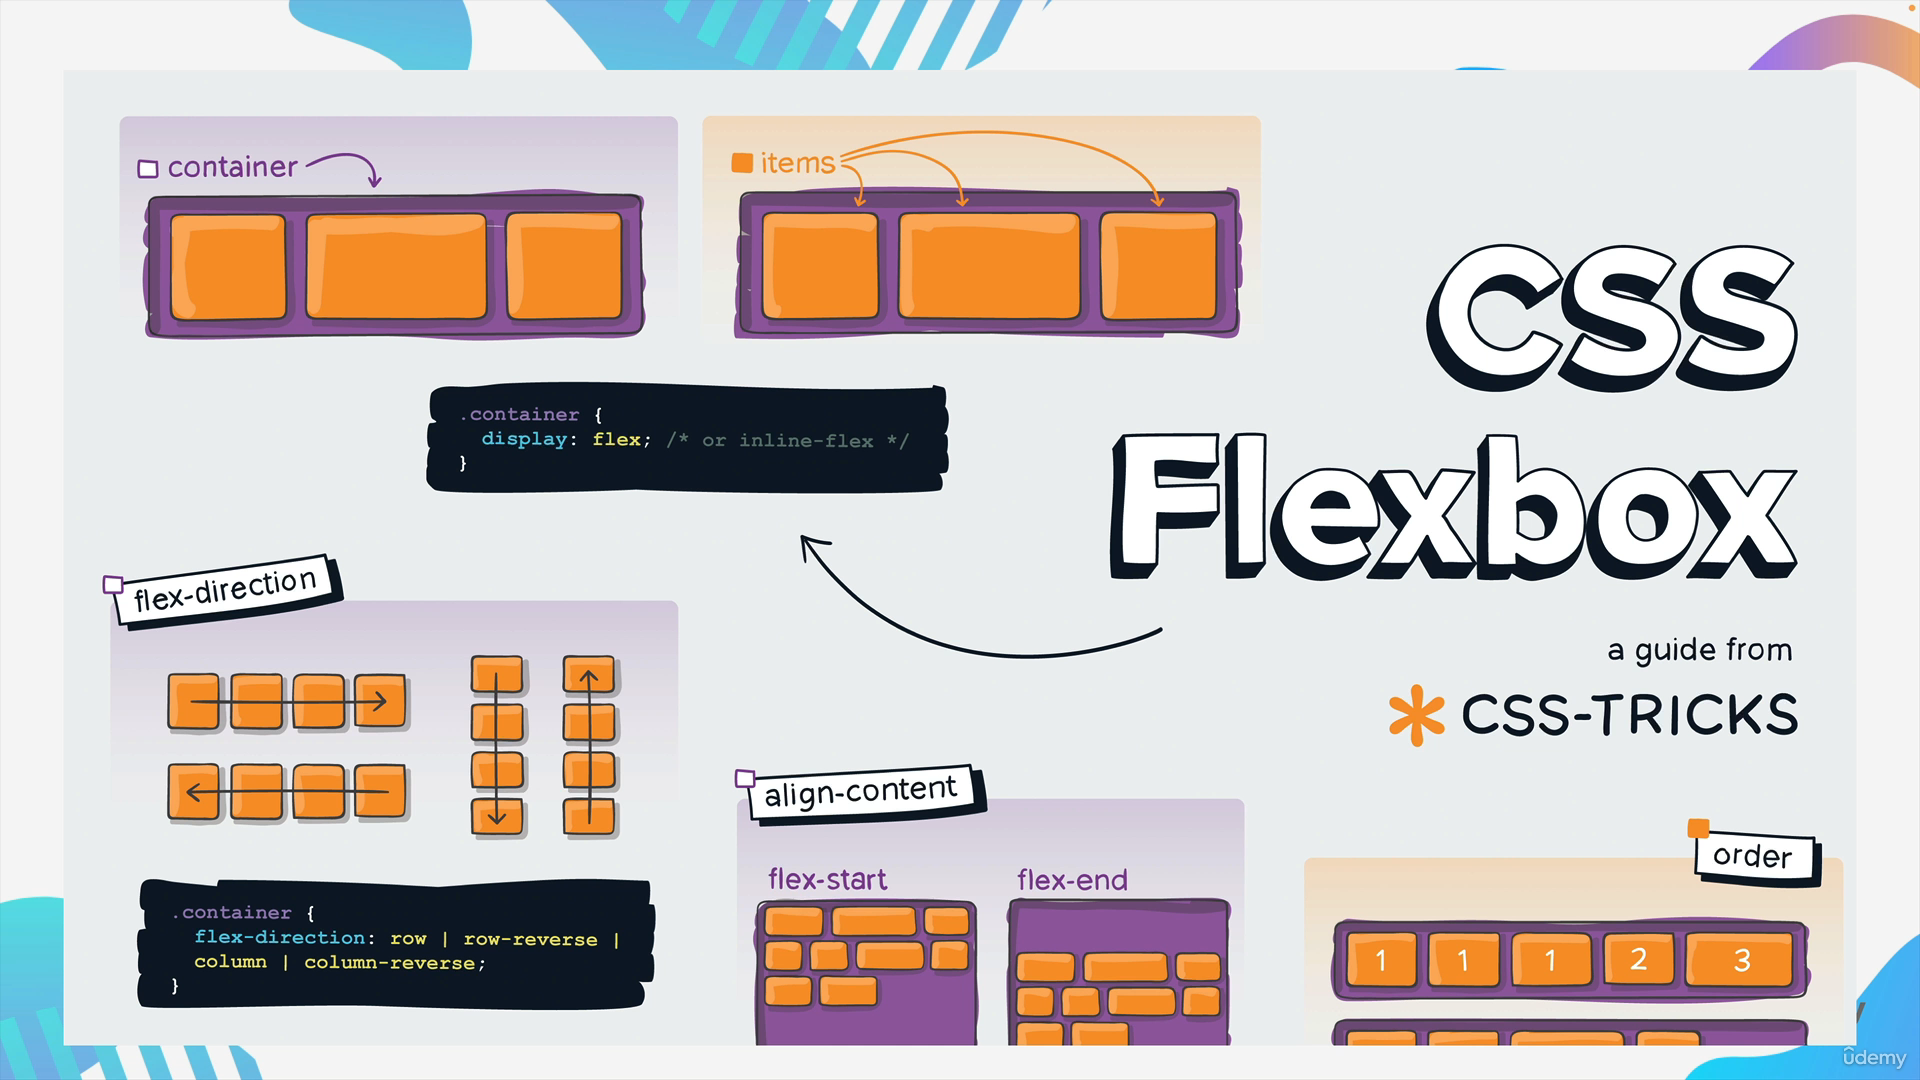 container
items
.container {
display: flex; /* or inline-flex */
}
CSS
Flexbox
a guide from
CSS-TRICKS
flex-direction
.container {
flex-direction: row | row-reverse |
column | column-reverse;
}
align-content
flex-start
flex-end
order
1 1 1 2 3
ûdemy